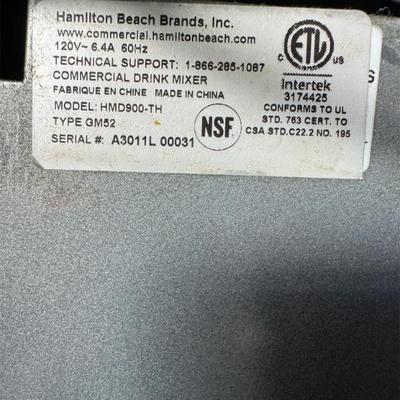 Hamilton Beach Brands, Inc.
www.commercial.hamiltonbeach.com
120V~ 6.4A 60Hz
TECHNICAL SUPPORT: 1-866-285-1087
COMMERCIAL DRINK MIXER
FABRIQUE EN CHINE MADE IN CHINA
MODEL: HMD900-TH
TYPE GM52
SERIAL #: A3011L 00031
NSF
ETL
C US
Intertek
3174425
CONFORMS TO UL
STD. 763 CERT. TO
CSA STD.C22.2 NO. 195
S